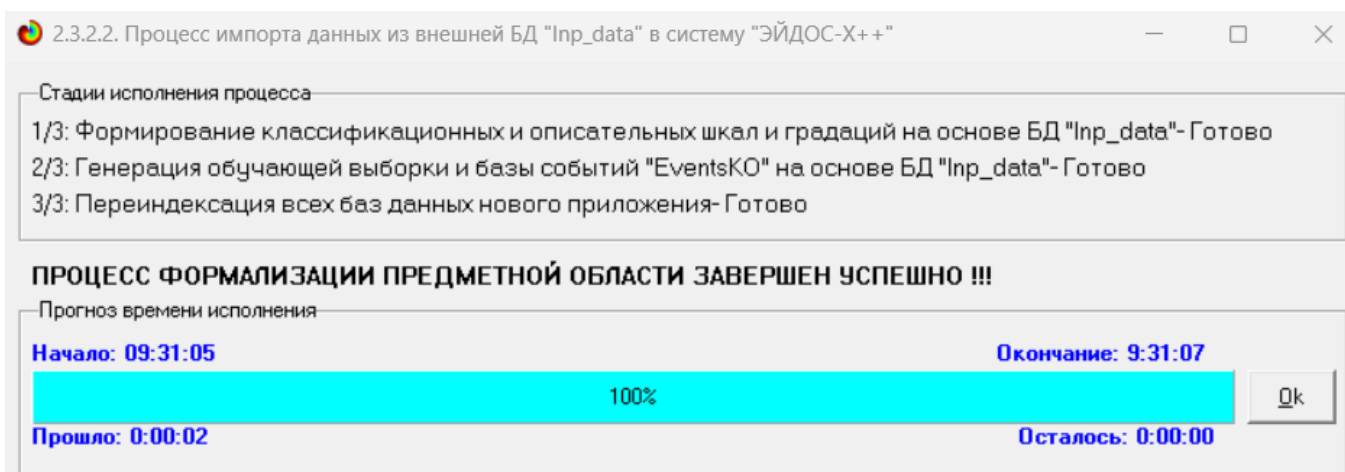 2.3.2.2. Процесс импорта данных из внешней БД "Inp_data" в систему "ЭЙДОС-X++"
Стадии исполнения процесса
1/3: Формирование классификационных и описательных шкал и градаций на основе БД "Inp_data"- Готово
2/3: Генерация обучающей выборки и базы событий "EventsKO" на основе БД "Inp_data"- Готово
3/3: Переиндексация всех баз данных нового приложения- Готово
ПРОЦЕСС ФОРМАЛИЗАЦИИ ПРЕДМЕТНОЙ ОБЛАСТИ ЗАВЕРШЕН УСПЕШНО !!!
Прогноз времени исполнения
Начало: 09:31:05 Окончание: 9:31:07
100% Ok
Прошло: 0:00:02 Осталось: 0:00:00